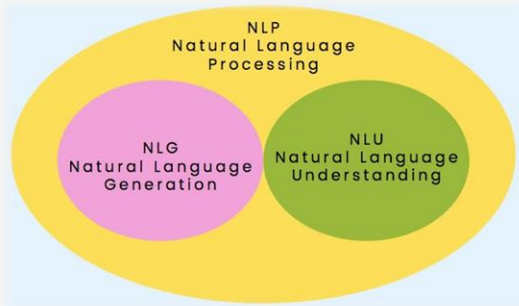 NLP
Natural Language
Processing
NLG
Natural Language
Generation
NLU
Natural Language
Understanding